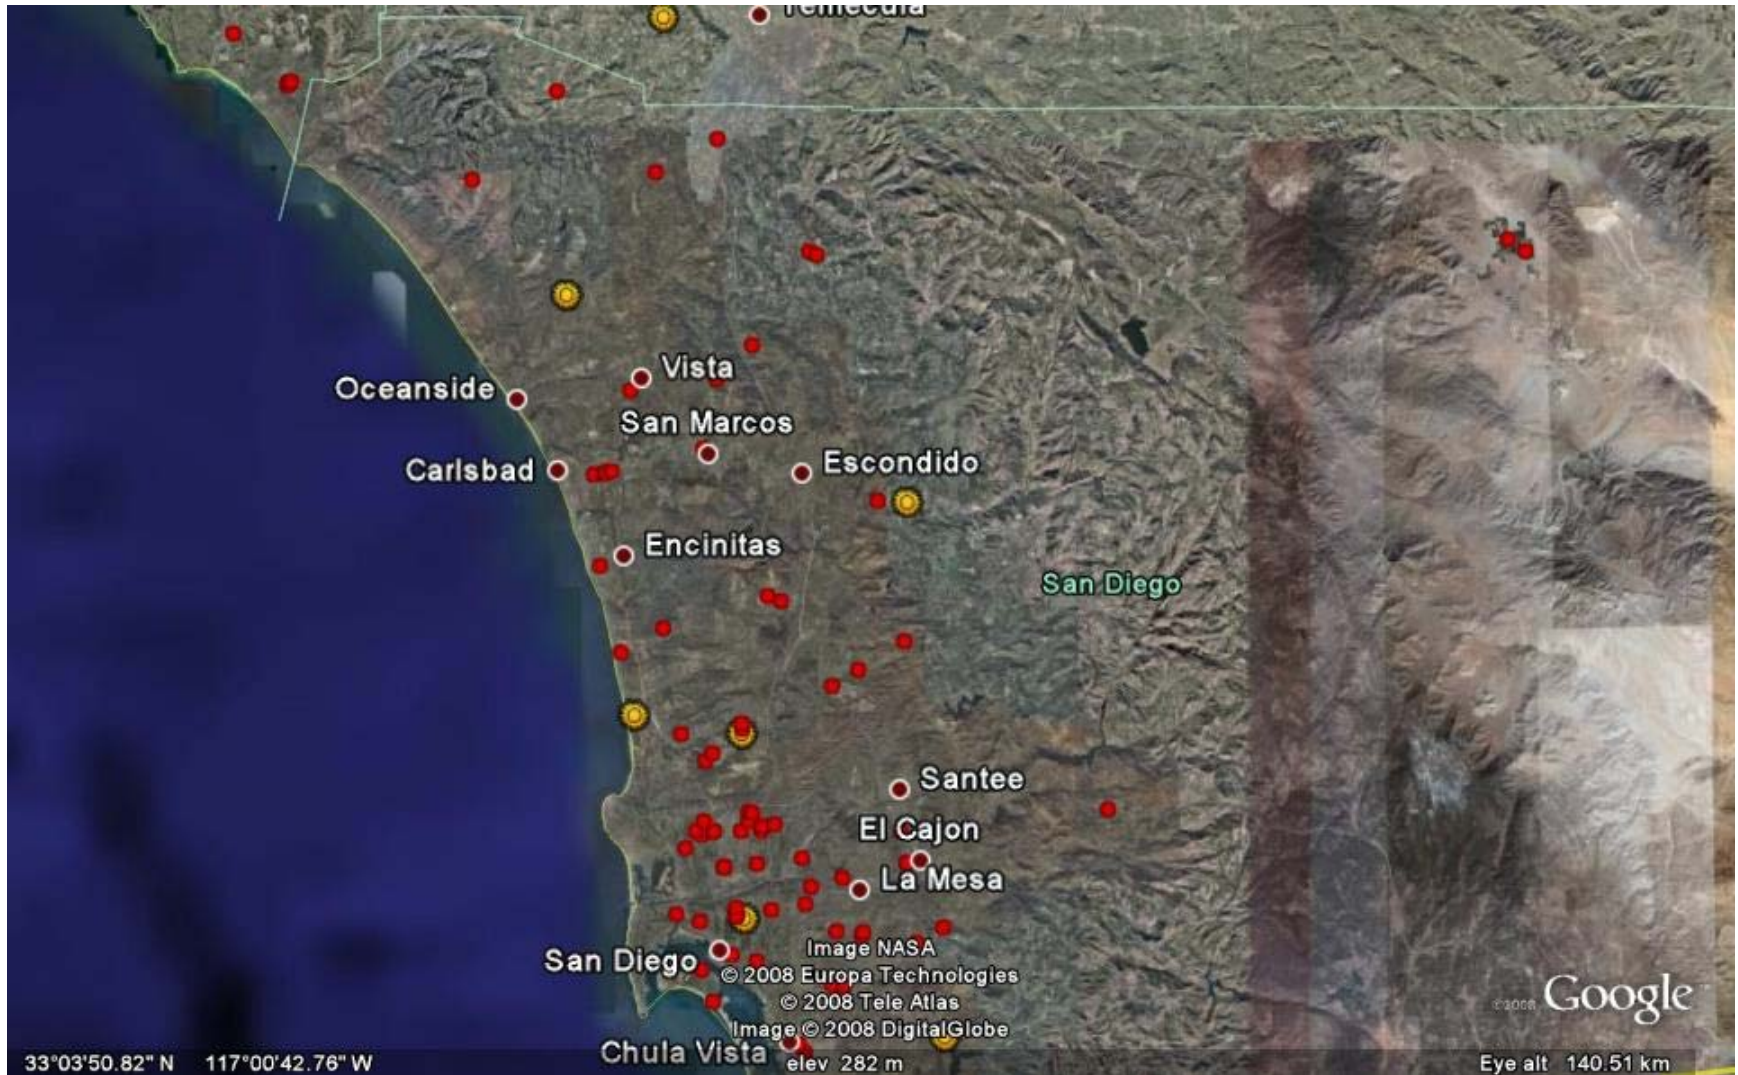 Temecula
Vista
Oceanside
San Marcos
Carlsbad
Escondido
Encinitas
San Diego
Santee
El Cajon
La Mesa
San Diego
Image NASA
© 2008 Europa Technologies
© 2008 Tele Atlas
Image © 2008 DigitalGlobe
©2008 Google
Chula Vista
33°03'50.82" N 117°00'42.76" W elev 282 m Eye alt 140.51 km